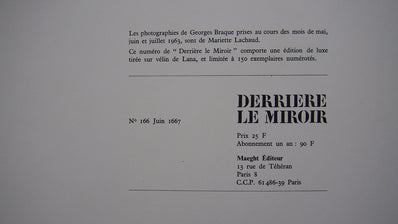 Les photographies de Georges Braque prises au cours des mois de mai,
juin et juillet 1963, sont de Mariette Lachaud.
Ce numéro de " Derrière le Miroir " comporte une édition de luxe
tirée sur vélin de Lana, et limitée à 150 exemplaires numérotés.
DERRIERE
LE MIROIR
No 166 Juin 1667
Prix 25 F
Abonnement un an : 90 F
Maeght Éditeur
13 rue de Téhéran
Paris 8
C.C.P. 61 486-39 Paris